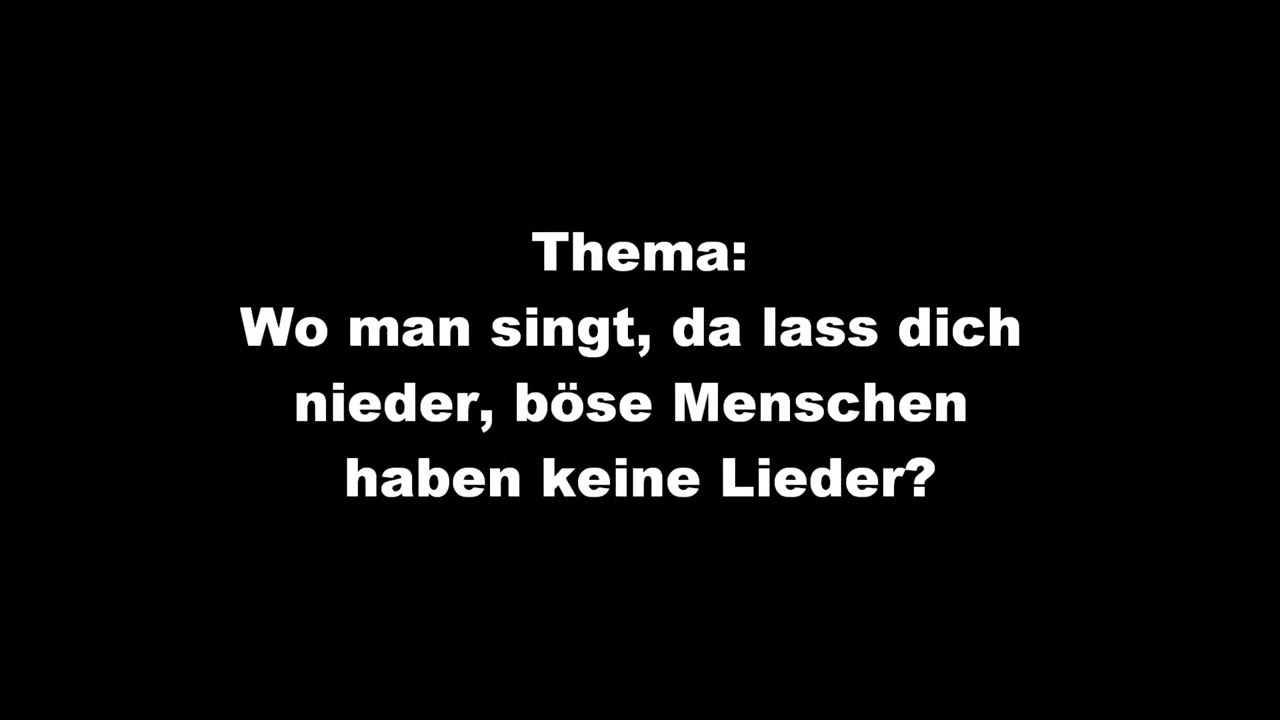 Thema:
Wo man singt, da lass dich
nieder, böse Menschen
haben keine Lieder?